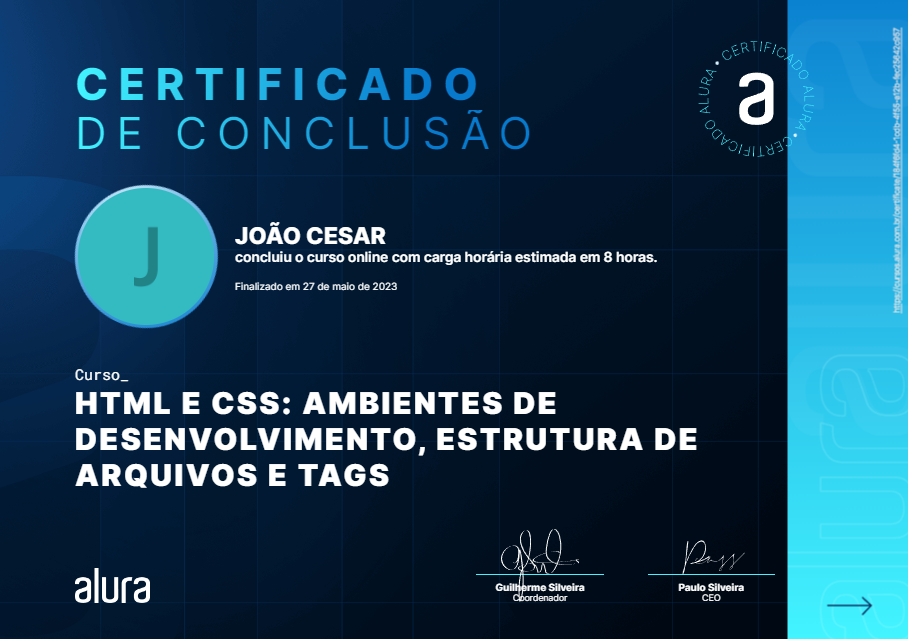 CERTIFICADO
DE CONCLUSÃO
CERTIFICADO ALURA • CERTIFICADO ALURA •
a
J
JOÃO CESAR
concluiu o curso online com carga horária estimada em 8 horas.
Finalizado em 27 de maio de 2023
Curso_
HTML E CSS: AMBIENTES DE
DESENVOLVIMENTO, ESTRUTURA DE
ARQUIVOS E TAGS
alura
Guilherme Silveira
Coordenador
Paulo Silveira
CEO
alura